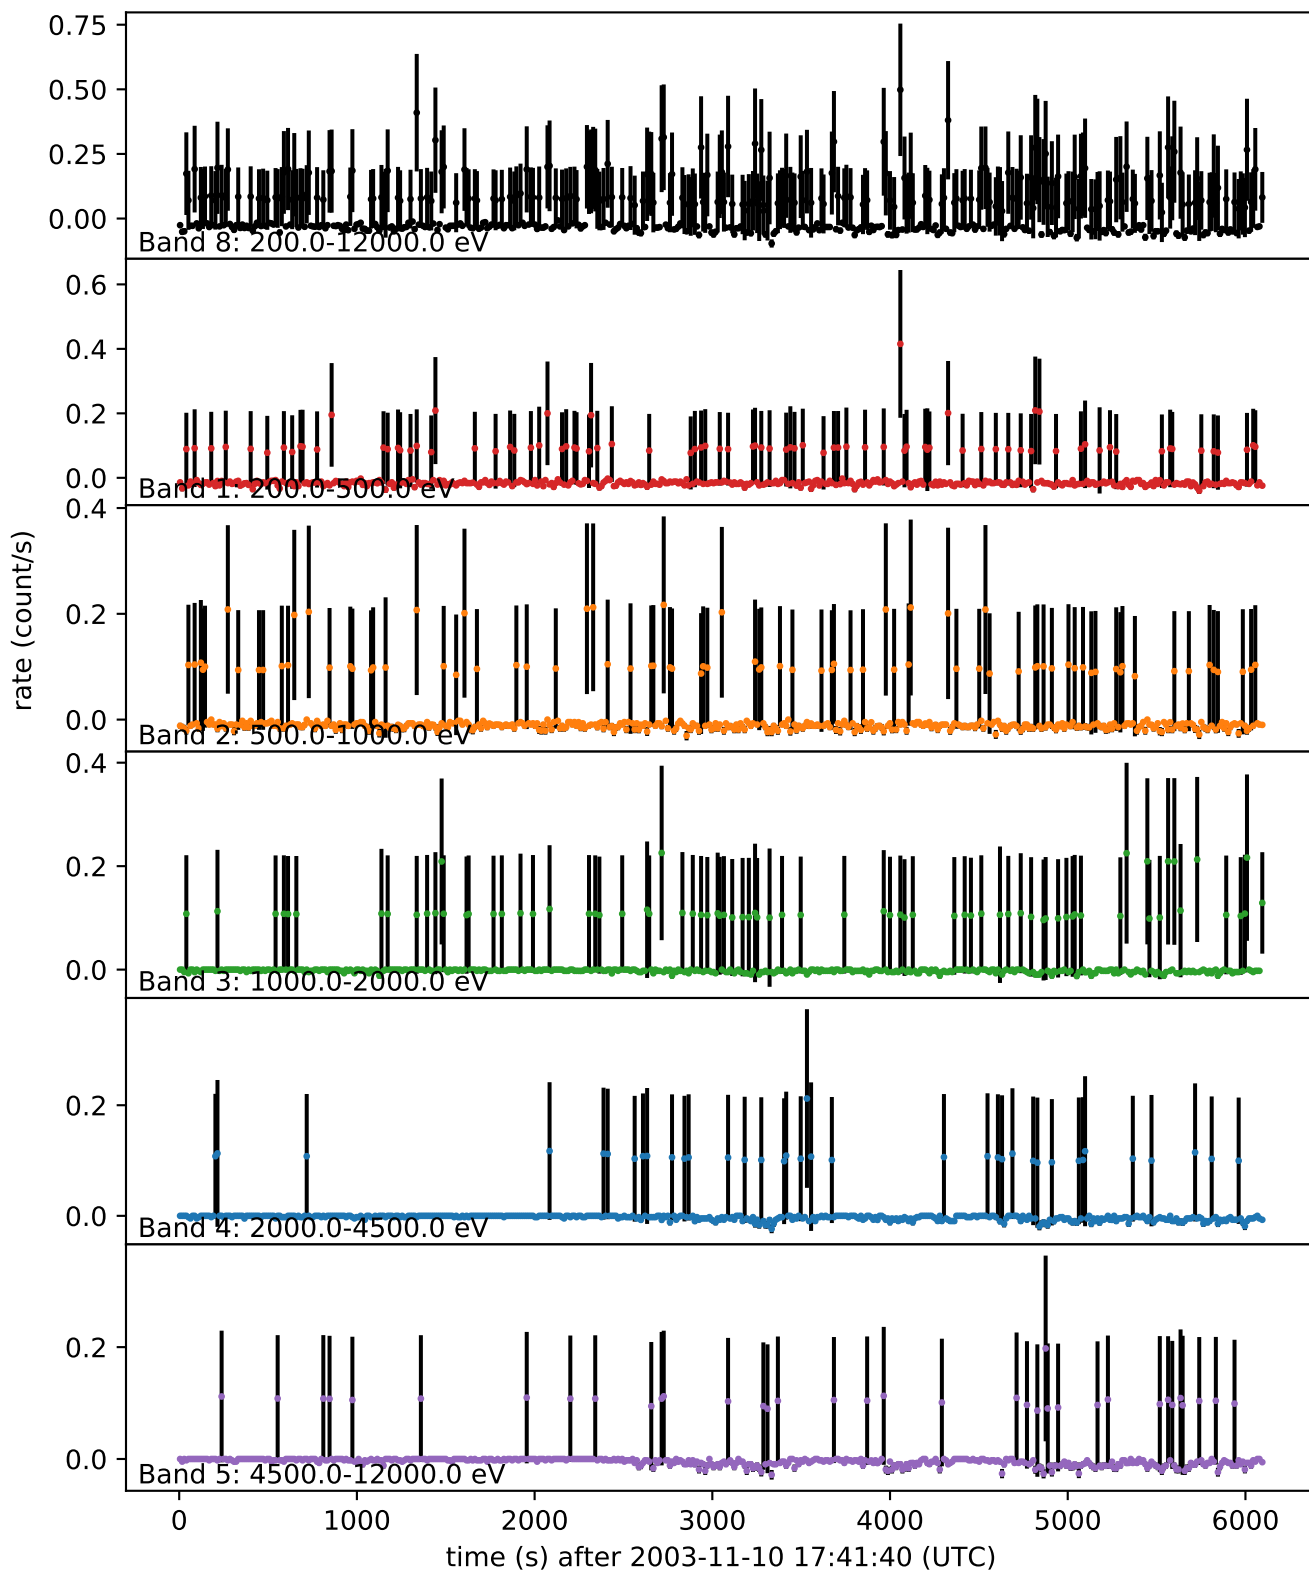 0.75
0.50
0.25
0.00
Band 8: 200.0-12000.0 eV
0.6
0.4
0.2
0.0
Band 1: 200.0-500.0 eV
0.4
0.2
0.0
Band 2: 500.0-1000.0 eV
rate (count/s)
0.4
0.2
0.0
Band 3: 1000.0-2000.0 eV
0.2
0.0
Band 4: 2000.0-4500.0 eV
0.2
0.0
Band 5: 4500.0-12000.0 eV
0 1000 2000 3000 4000 5000 6000
time (s) after 2003-11-10 17:41:40 (UTC)